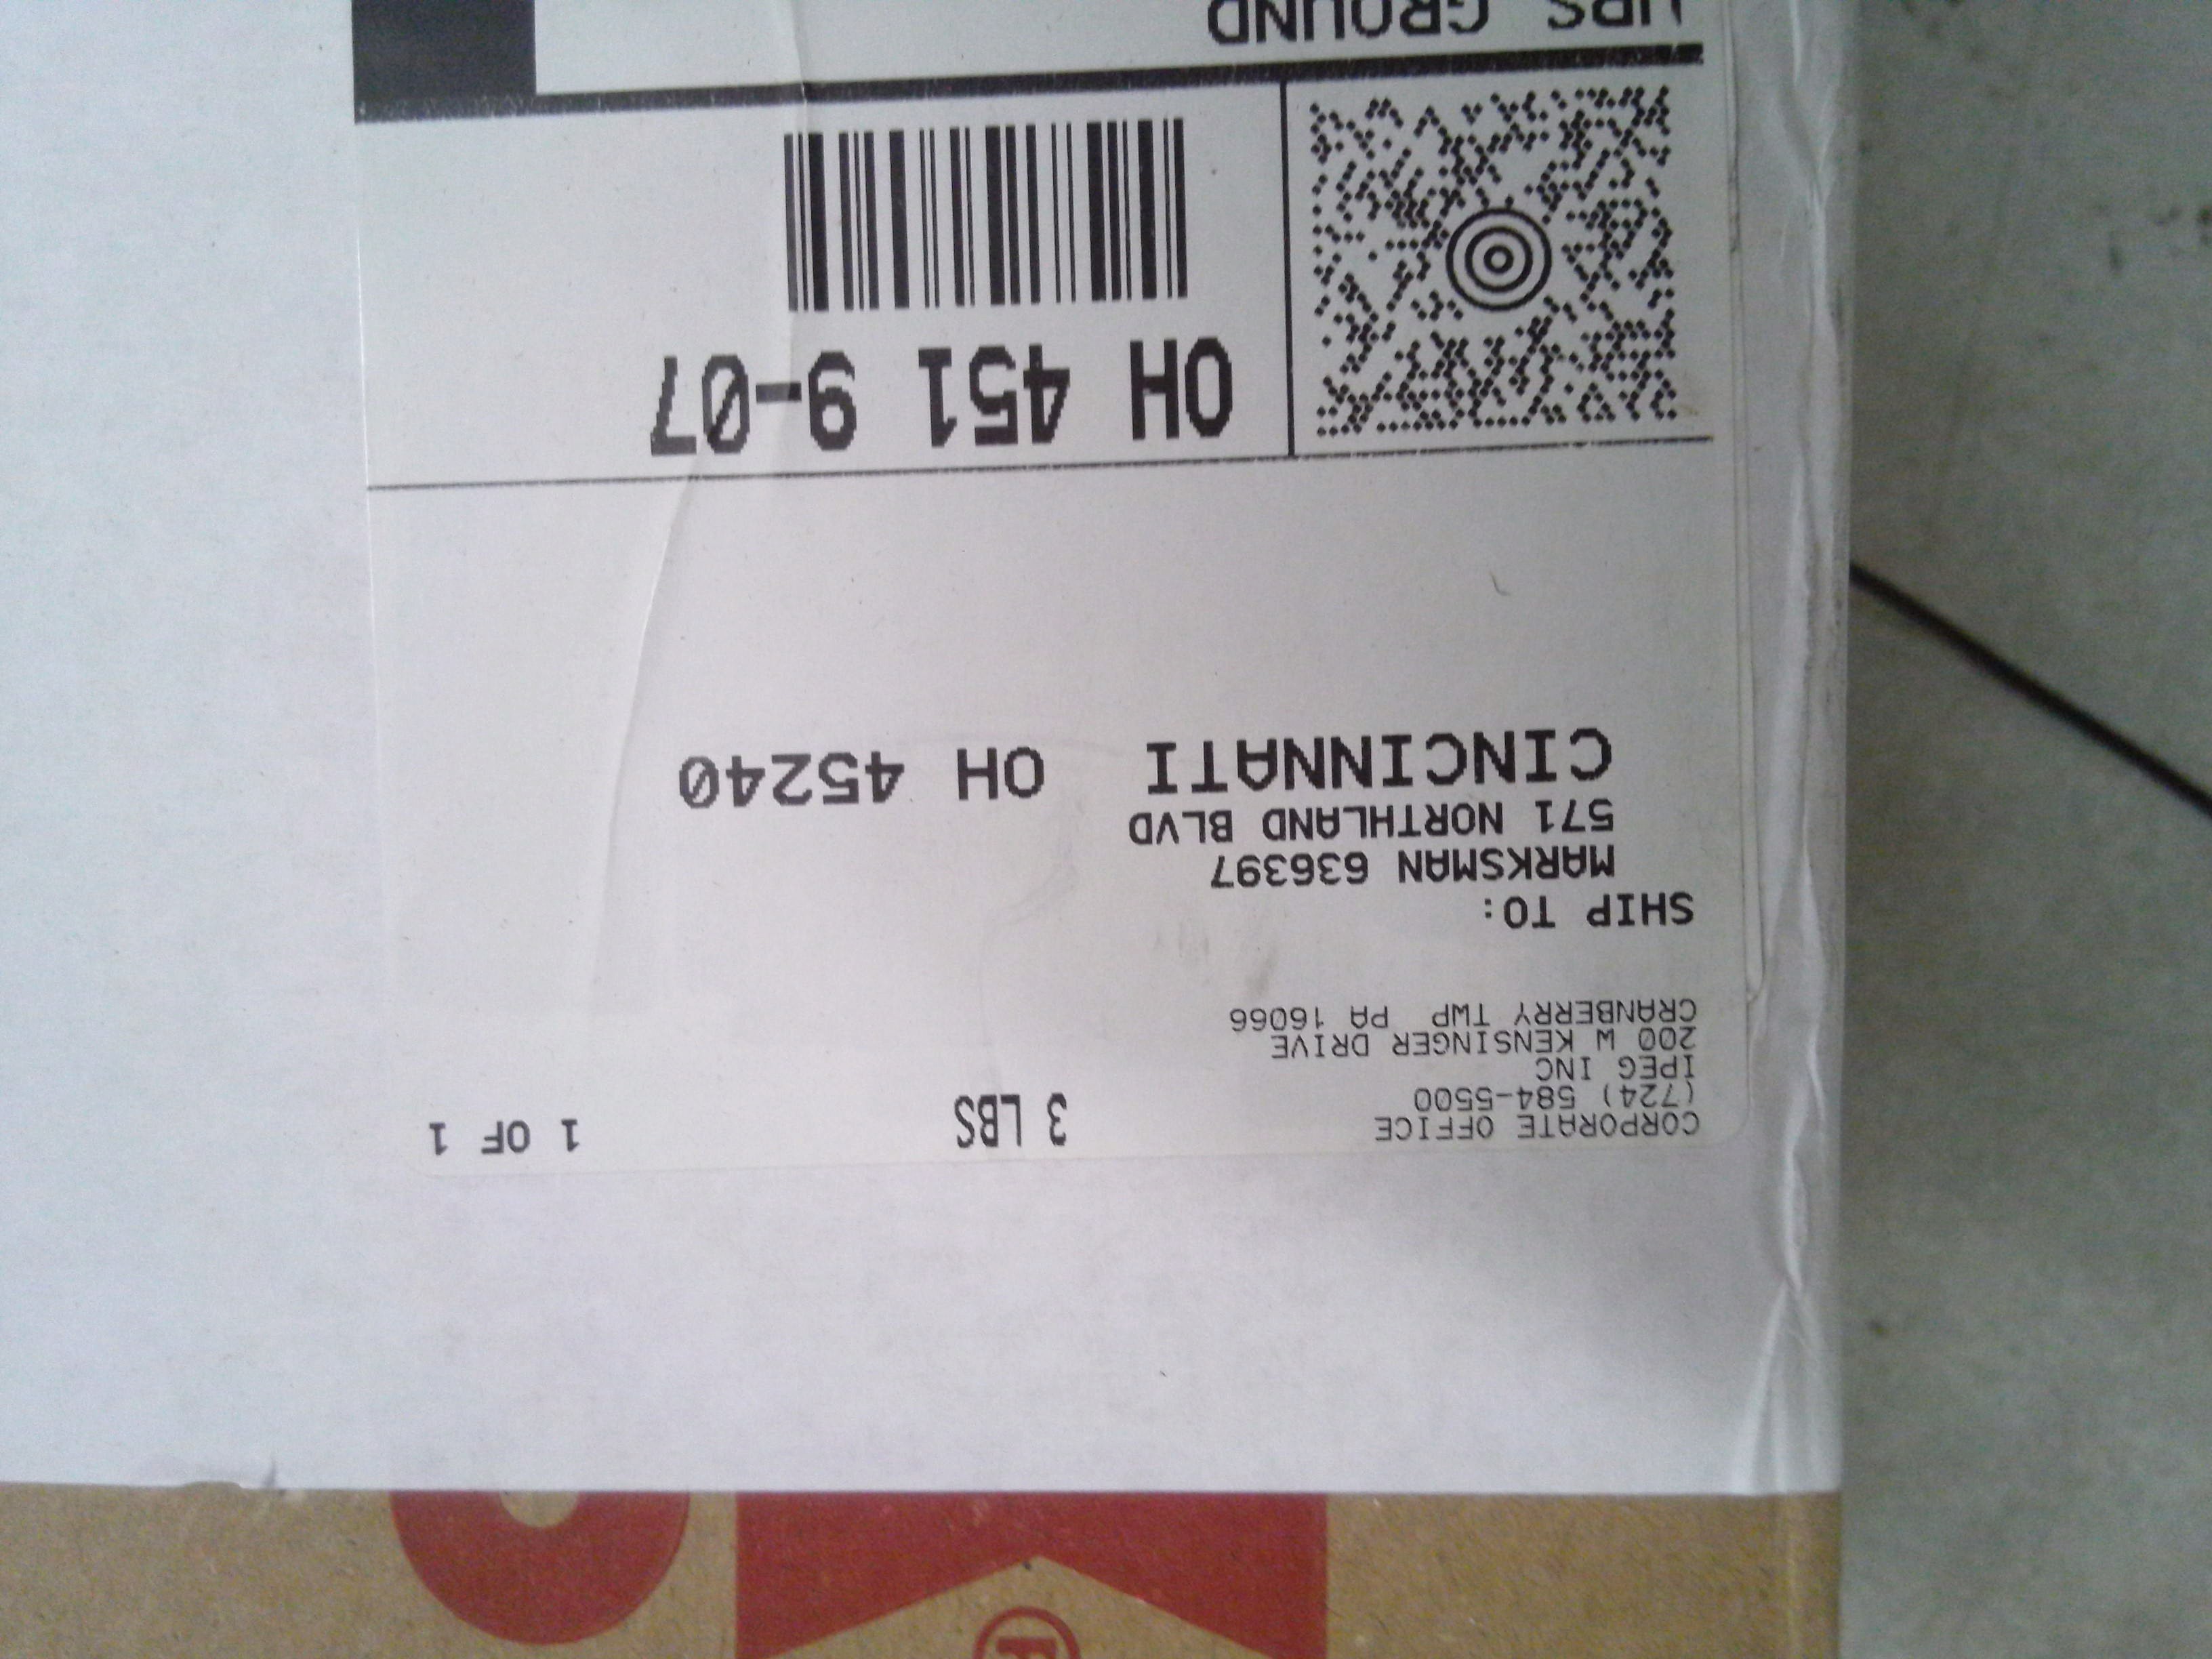 CORPORATE OFFICE
(724) 584-5500
IPEG INC
200 W KENSINGER DRIVE
CRANBERRY TWP PA 16066
3 LBS
1 OF 1
SHIP TO:
MARKSMAN 636397
571 NORTHLAND BLVD
CINCINNATI OH 45240
OH 451 9-07
UPS GROUND